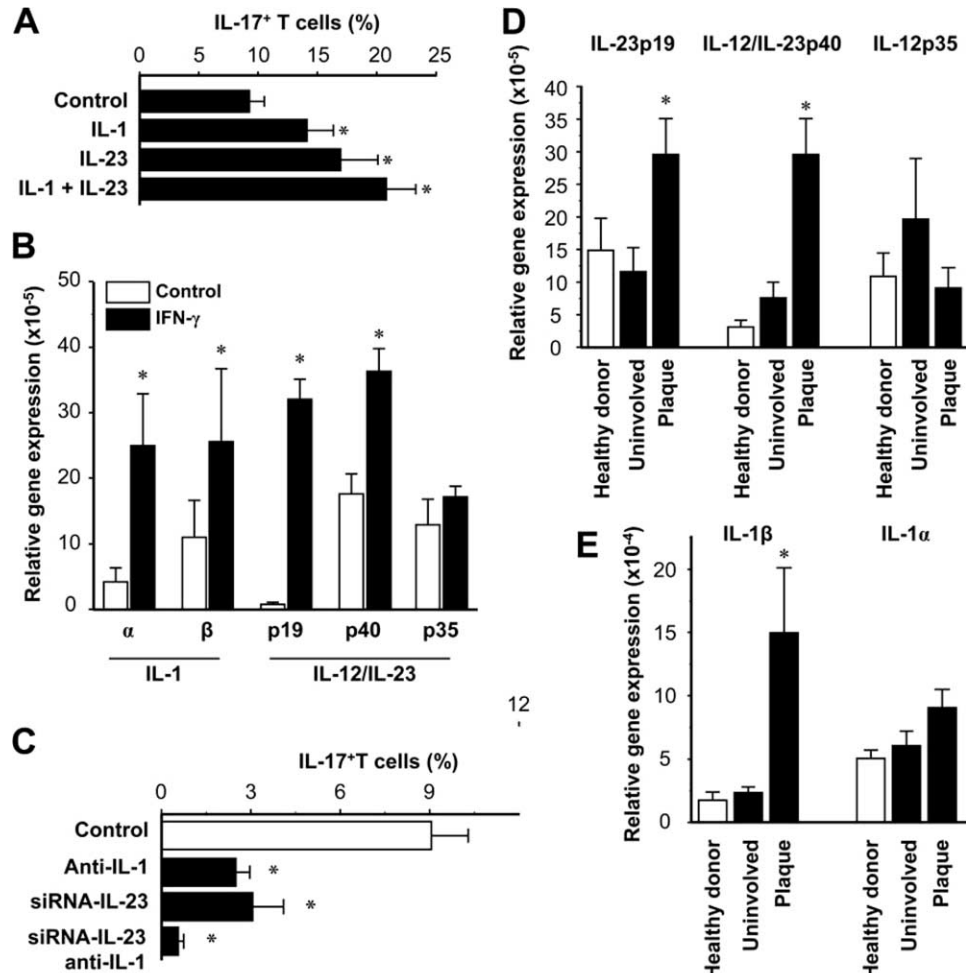 A
IL-17⁺ T cells (%)
0 5 10 15 20 25
Control
IL-1 *
IL-23 *
IL-1 + IL-23 *
B
Relative gene expression (x10⁻⁵)
50
40
30
20
10
0
Control
IFN-γ
* * * *
α β p19 p40 p35
IL-1 IL-12/IL-23
12
-
C
IL-17⁺T cells (%)
0 3 6 9
Control
Anti-IL-1 *
siRNA-IL-23 *
siRNA-IL-23 *
anti-IL-1
D
IL-23p19 IL-12/IL-23p40 IL-12p35
Relative gene expression (x10⁻⁵)
40
35
30
25
20
15
10
5
0
* *
Healthy donor
Uninvolved
Plaque
Healthy donor
Uninvolved
Plaque
Healthy donor
Uninvolved
Plaque
E
IL-1β IL-1α
Relative gene expression (x10⁻⁴)
20
15
10
5
0
*
Healthy donor
Uninvolved
Plaque
Healthy donor
Uninvolved
Plaque